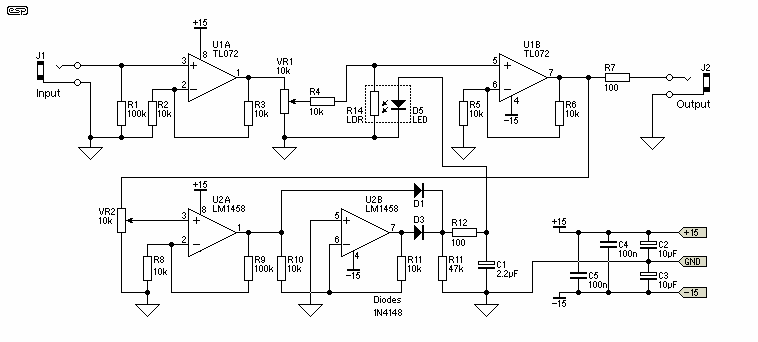 esp
+15
J1
Input
U1A
TL072
8
3
+
2
−
1
R1
100k
R2
10k
R3
10k
VR1
10k
R4
10k
R14
LDR
D5
LED
U1B
TL072
5
+
6
−
7
4
−15
R5
10k
R6
10k
R7
100
J2
Output
+15
U2A
LM1458
8
VR2
10k
3
+
2
−
1
R8
10k
R9
100k
R10
10k
U2B
LM1458
5
+
6
−
7
4
−15
D1
D3
R12
100
R11
10k
R11
47k
C1
2.2µF
Diodes
1N4148
+15
−15
C4
100n
C5
100n
C2
10µF
C3
10µF
+15
GND
−15